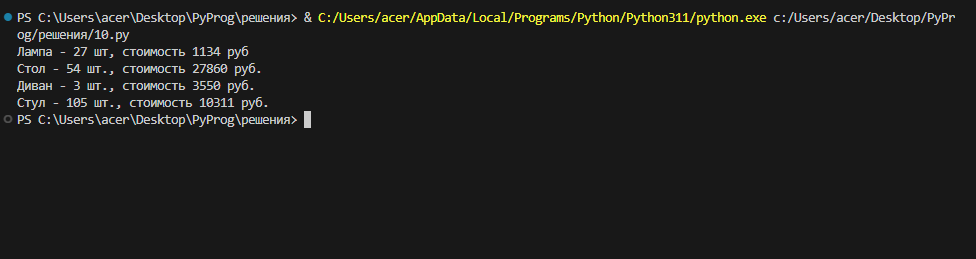 PS C:\Users\acer\Desktop\PyProg\решения> & C:/Users/acer/AppData/Local/Programs/Python/Python311/python.exe c:/Users/acer/Desktop/PyPr
og/решения/10.py
Лампа - 27 шт, стоимость 1134 руб
Стол - 54 шт., стоимость 27860 руб.
Диван - 3 шт., стоимость 3550 руб.
Стул - 105 шт., стоимость 10311 руб.
PS C:\Users\acer\Desktop\PyProg\решения>